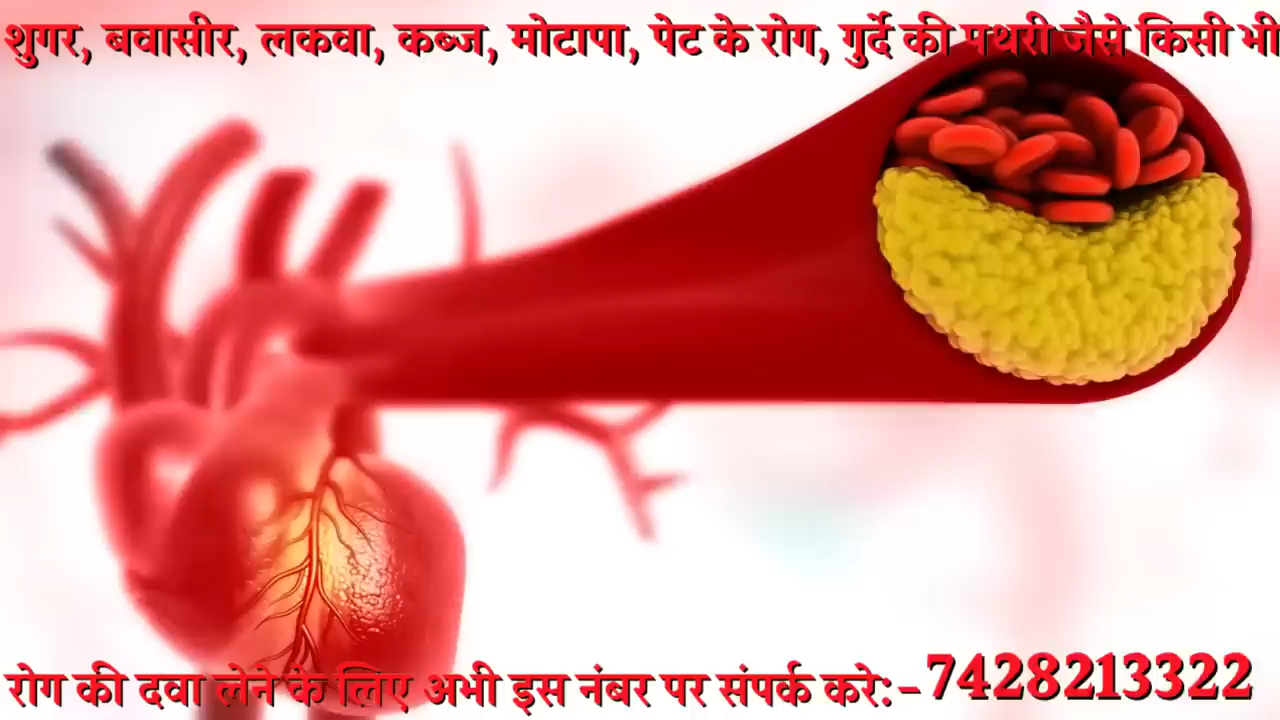 शुगर, बवासीर, लकवा, कब्ज, मोटापा, पेट के रोग, गुर्दे की पथरी जैसे किसी भी
रोग की दवा लेने के लिए अभी इस नंबर पर संपर्क करे:-7428213322